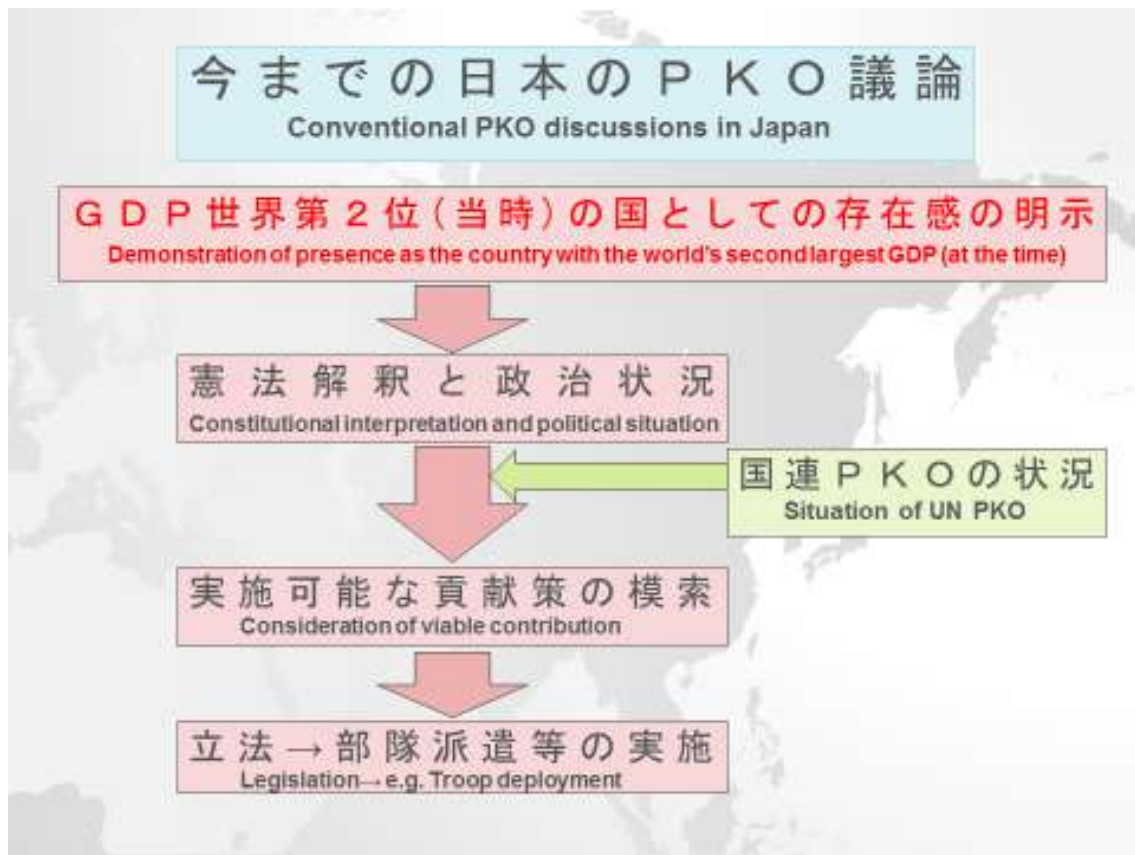 今までの日本のＰＫＯ議論
Conventional PKO discussions in Japan
ＧＤＰ世界第２位(当時)の国としての存在感の明示
Demonstration of presence as the country with the world's second largest GDP (at the time)
憲法解釈と政治状況
Constitutional interpretation and political situation
国連ＰＫＯの状況
Situation of UN PKO
実施可能な貢献策の模索
Consideration of viable contribution
立法→部隊派遣等の実施
Legislation→ e.g. Troop deployment